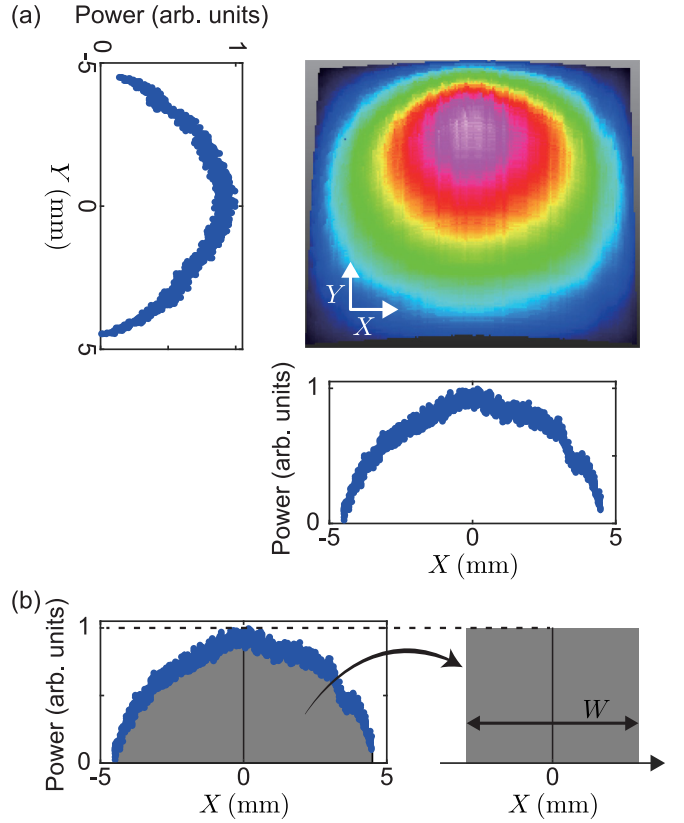 (a) Power (arb. units)
0 1
-5
0
5
Y (mm)
Y
X
Power (arb. units)
1
0
-5 0 5
X (mm)
(b)
Power (arb. units)
1
0
-5 0 5
X (mm)
W
0
X (mm)